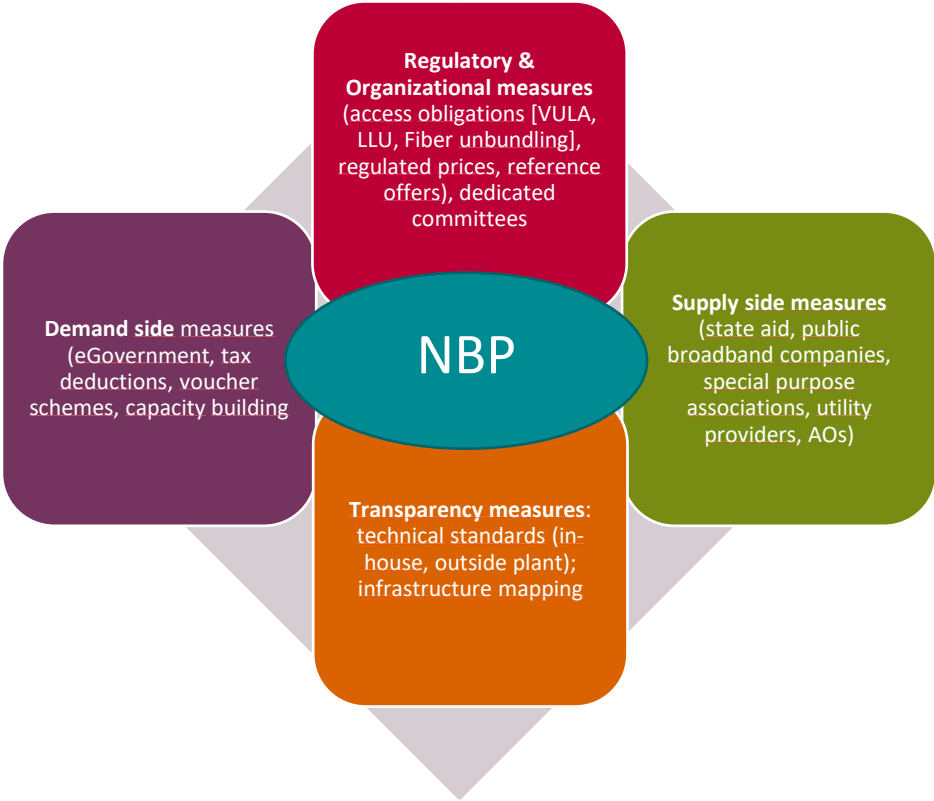 Regulatory &
Organizational measures
(access obligations [VULA,
LLU, Fiber unbundling],
regulated prices, reference
offers), dedicated
committees
Demand side measures
(eGovernment, tax
deductions, voucher
schemes, capacity building
NBP
Supply side measures
(state aid, public
broadband companies,
special purpose
associations, utility
providers, AOs)
Transparency measures:
technical standards (in-
house, outside plant);
infrastructure mapping